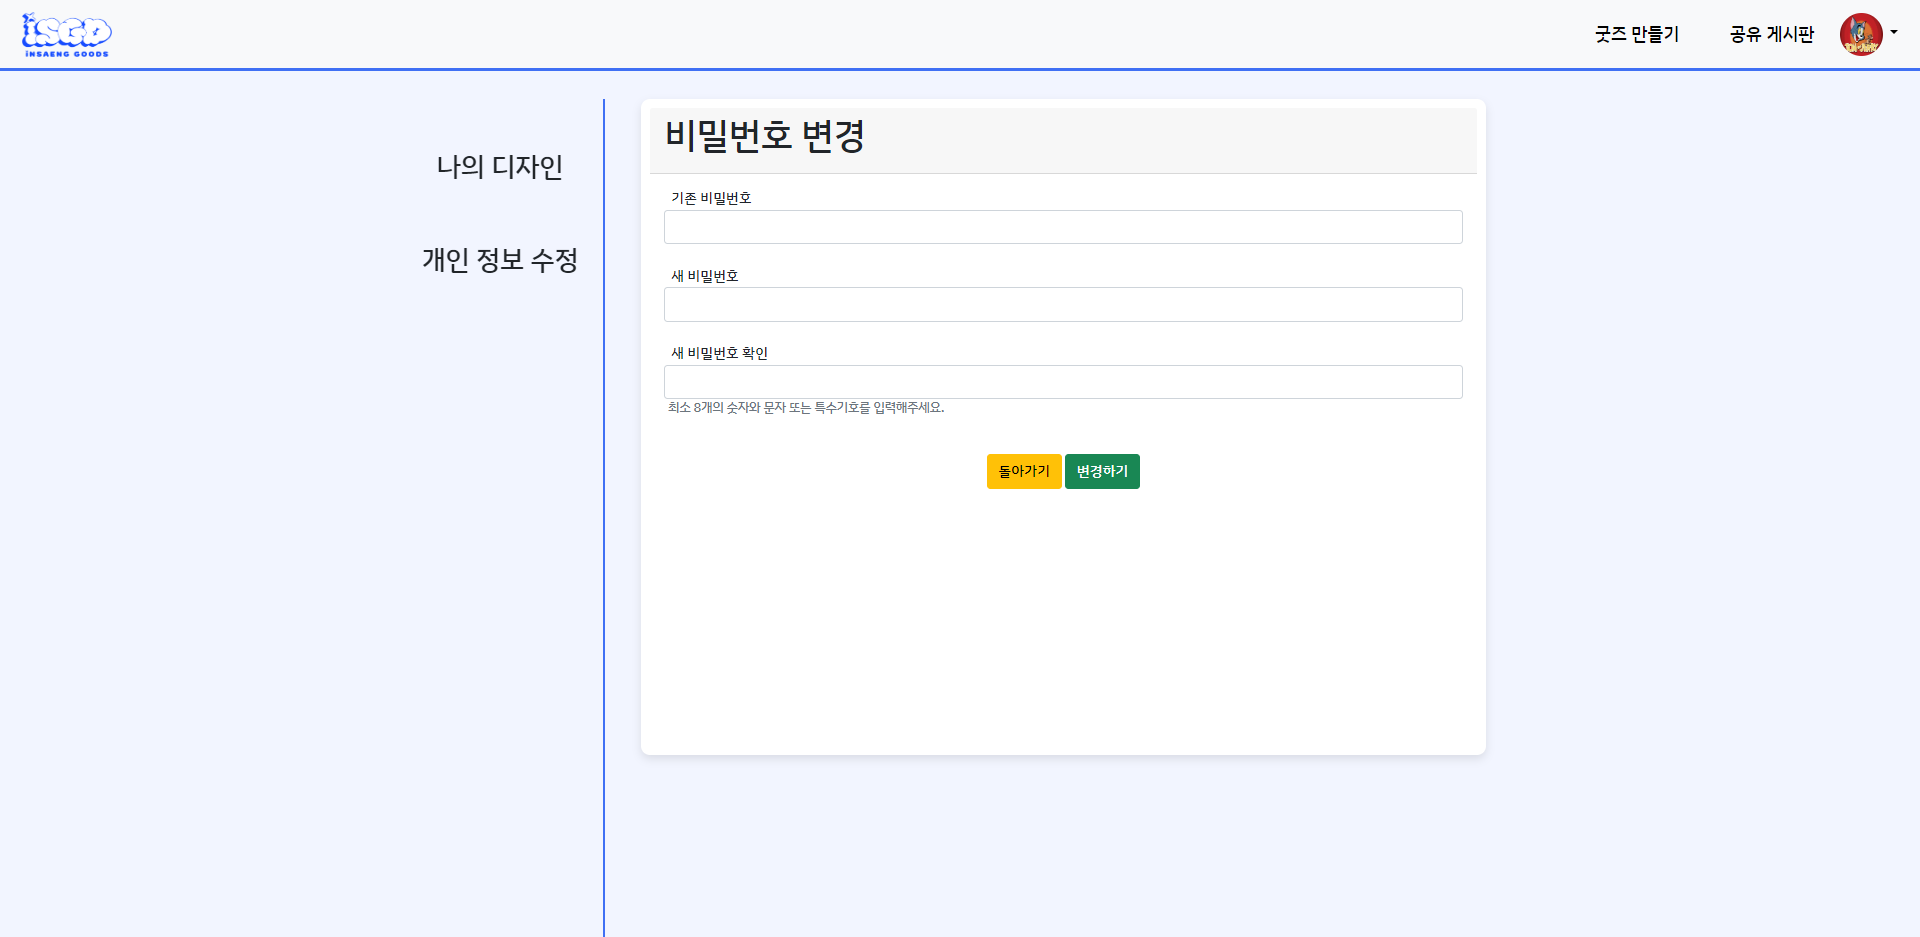 iSGD
iNSAENG GOODS
굿즈 만들기
공유 게시판
나의 디자인
개인 정보 수정
비밀번호 변경
기존 비밀번호
새 비밀번호
새 비밀번호 확인
최소 8개의 숫자와 문자 또는 특수기호를 입력해주세요.
돌아가기 변경하기